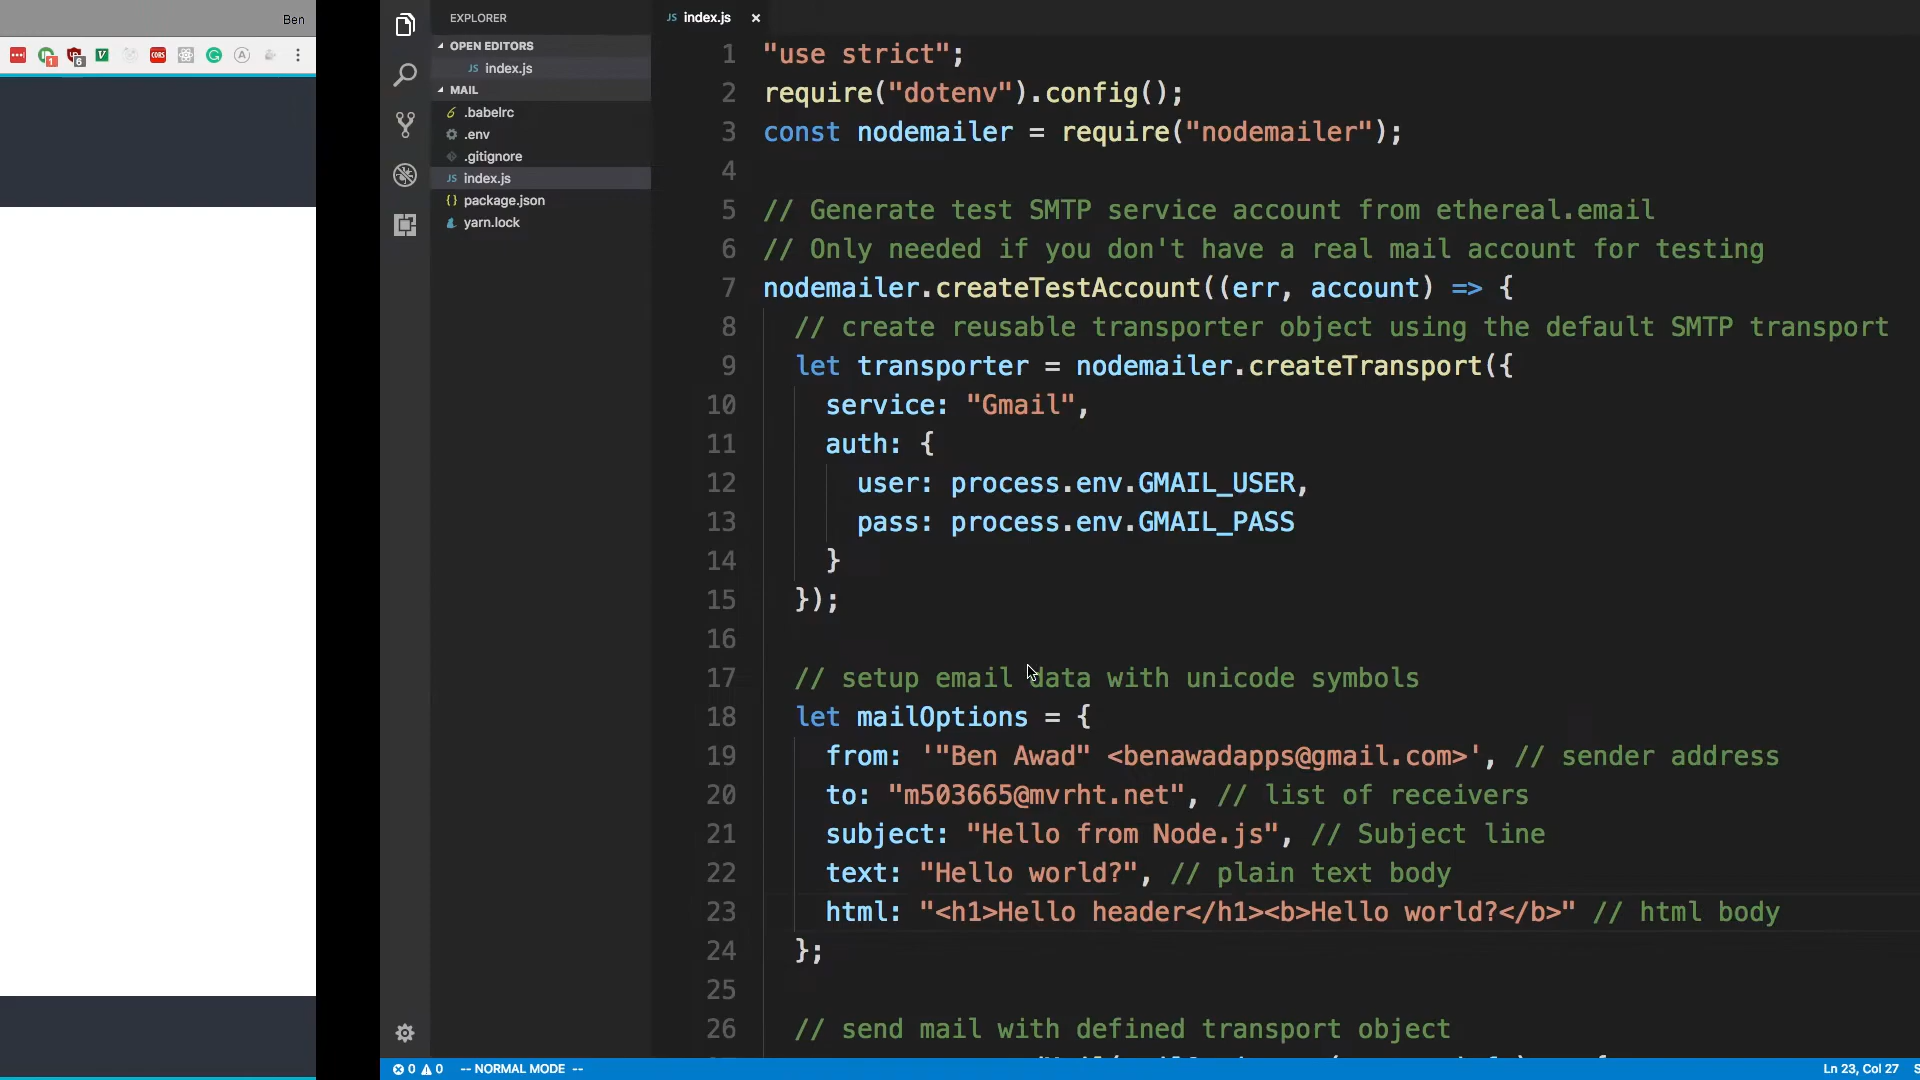 Ben
1
6
CORS
A
EXPLORER
OPEN EDITORS
JS index.js
MAIL
.babelrc
.env
.gitignore
JS index.js
{} package.json
yarn.lock
JS index.js ×
1 "use strict";
2 require("dotenv").config();
3 const nodemailer = require("nodemailer");
4
5 // Generate test SMTP service account from ethereal.email
6 // Only needed if you don't have a real mail account for testing
7 nodemailer.createTestAccount((err, account) => {
8 // create reusable transporter object using the default SMTP transport
9 let transporter = nodemailer.createTransport({
10 service: "Gmail",
11 auth: {
12 user: process.env.GMAIL_USER,
13 pass: process.env.GMAIL_PASS
14 }
15 });
16
17 // setup email data with unicode symbols
18 let mailOptions = {
19 from: '"Ben Awad" <benawadapps@gmail.com>', // sender address
20 to: "m503665@mvrht.net", // list of receivers
21 subject: "Hello from Node.js", // Subject line
22 text: "Hello world?", // plain text body
23 html: "<h1>Hello header</h1><b>Hello world?</b>" // html body
24 };
25
26 // send mail with defined transport object
0 0 -- NORMAL MODE --
Ln 23, Col 27